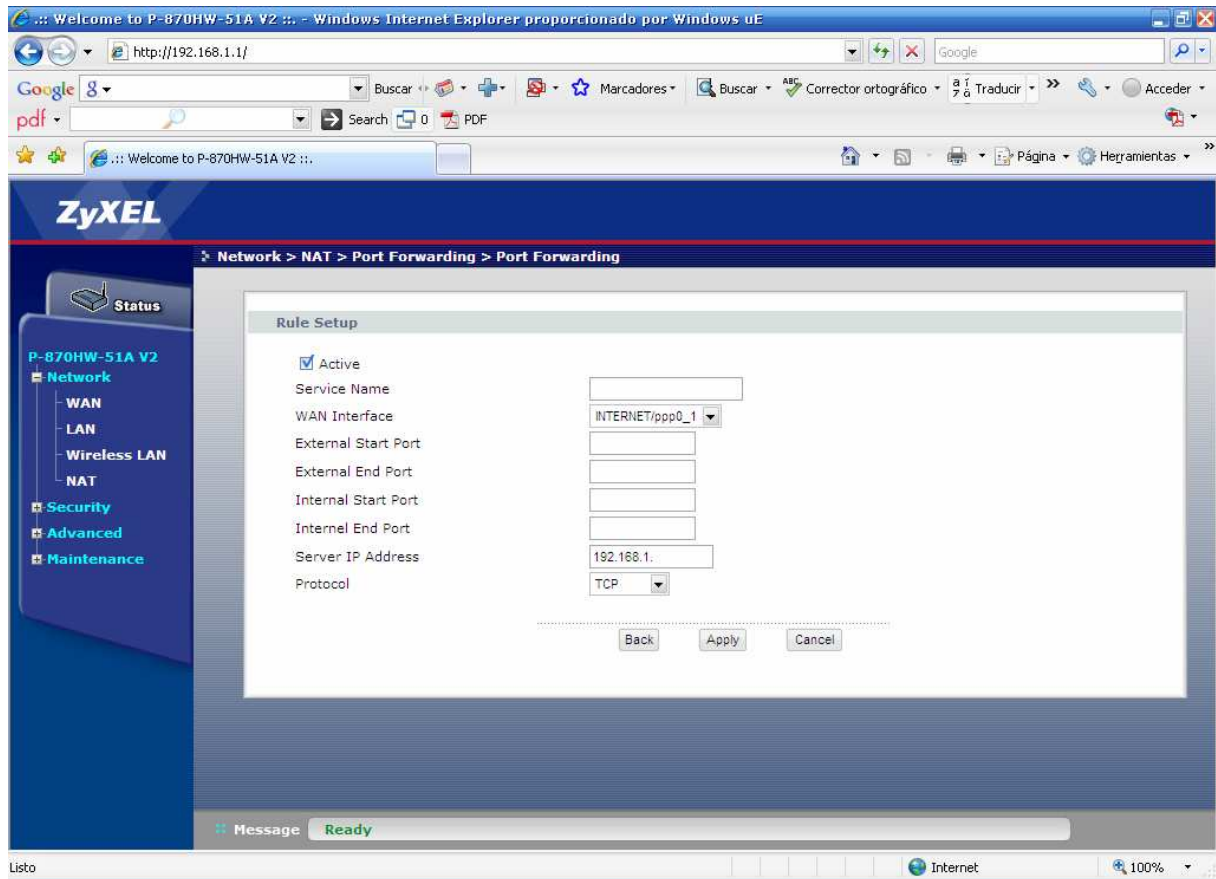 .:: Welcome to P-870HW-51A V2 ::. - Windows Internet Explorer proporcionado por Windows uE
http://192.168.1.1/
Google
Google
Buscar
Marcadores
Buscar
ABC
Corrector ortográfico
Traducir
»
Acceder
pdf
Search
0
PDF
.:: Welcome to P-870HW-51A V2 ::.
Página
Herramientas
»
ZyXEL
Network > NAT > Port Forwarding > Port Forwarding
Status
P-870HW-51A V2
Network
WAN
LAN
Wireless LAN
NAT
Security
Advanced
Maintenance
Rule Setup
Active
Service Name
WAN Interface
INTERNET/ppp0_1
External Start Port
External End Port
Internal Start Port
Internel End Port
Server IP Address
192.168.1.
Protocol
TCP
Back
Apply
Cancel
Message
Ready
Listo
Internet
100%